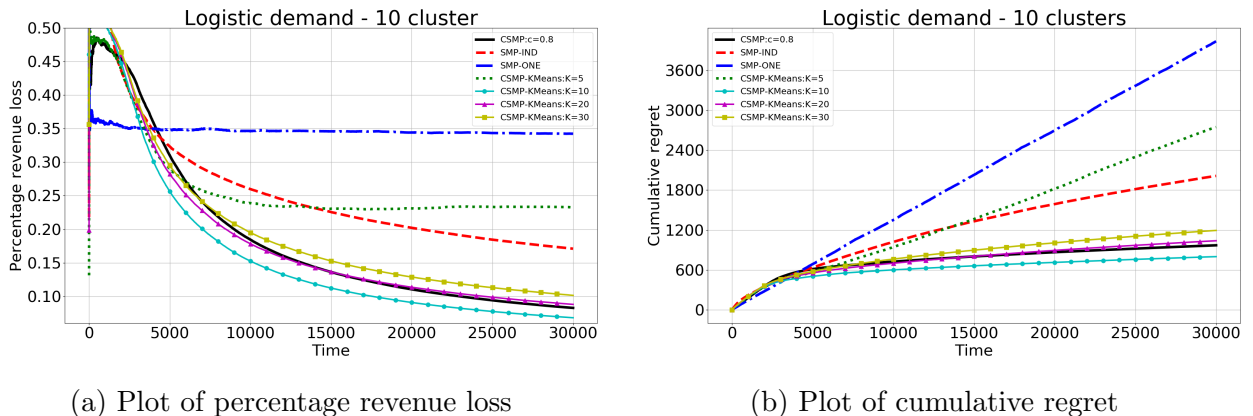 Logistic demand - 10 cluster
Percentage revenue loss
0.50
0.45
0.40
0.35
0.30
0.25
0.20
0.15
0.10
CSMP:c=0.8
SMP-IND
SMP-ONE
CSMP-KMeans:K=5
CSMP-KMeans:K=10
CSMP-KMeans:K=20
CSMP-KMeans:K=30
0 5000 10000 15000 20000 25000 30000
Time
(a) Plot of percentage revenue loss
Logistic demand - 10 clusters
Cumulative regret
3600
3000
2400
1800
1200
600
0
CSMP:c=0.8
SMP-IND
SMP-ONE
CSMP-KMeans:K=5
CSMP-KMeans:K=10
CSMP-KMeans:K=20
CSMP-KMeans:K=30
0 5000 10000 15000 20000 25000 30000
Time
(b) Plot of cumulative regret